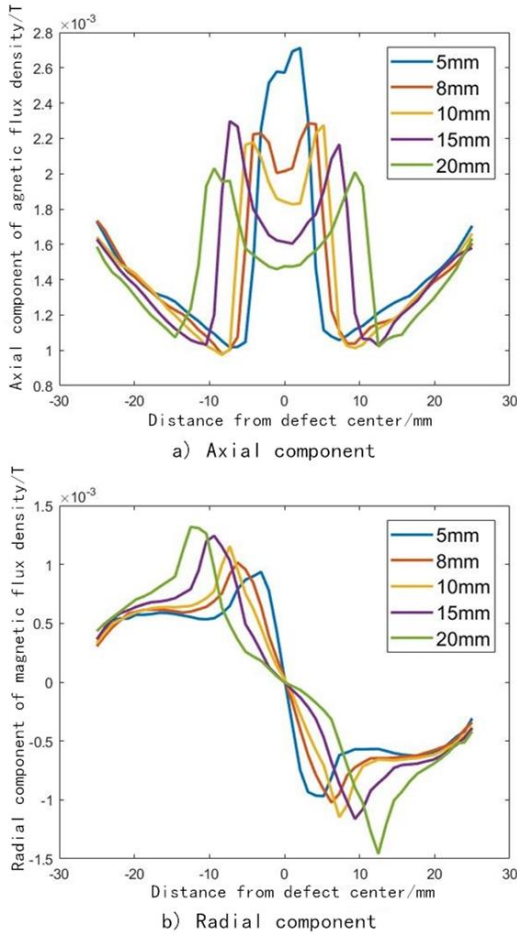 ×10⁻³
2.8
2.6
2.4
2.2
2
1.8
1.6
1.4
1.2
1
0.8
Axial component of agnetic flux density/T
5mm
8mm
10mm
15mm
20mm
-30 -20 -10 0 10 20 30
Distance from defect center/mm
a) Axial component
×10⁻³
1.5
1
0.5
0
-0.5
-1
-1.5
Radial component of magnetic flux density/T
5mm
8mm
10mm
15mm
20mm
-30 -20 -10 0 10 20 30
Distance from defect center/mm
b) Radial component